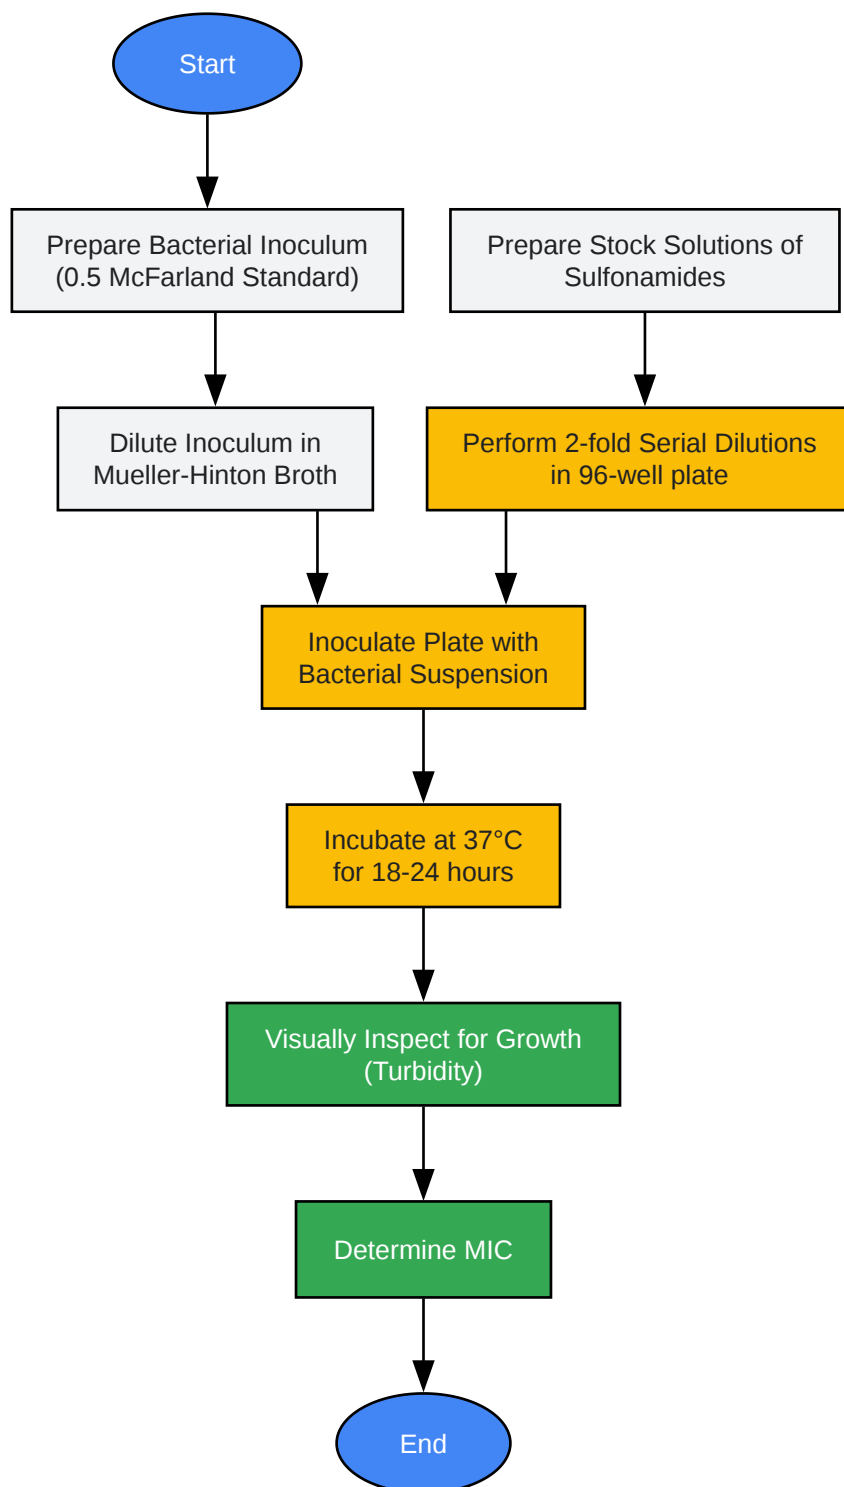 Start
Prepare Bacterial Inoculum
(0.5 McFarland Standard)
Prepare Stock Solutions of
Sulfonamides
Dilute Inoculum in
Mueller-Hinton Broth
Perform 2-fold Serial Dilutions
in 96-well plate
Inoculate Plate with
Bacterial Suspension
Incubate at 37°C
for 18-24 hours
Visually Inspect for Growth
(Turbidity)
Determine MIC
End